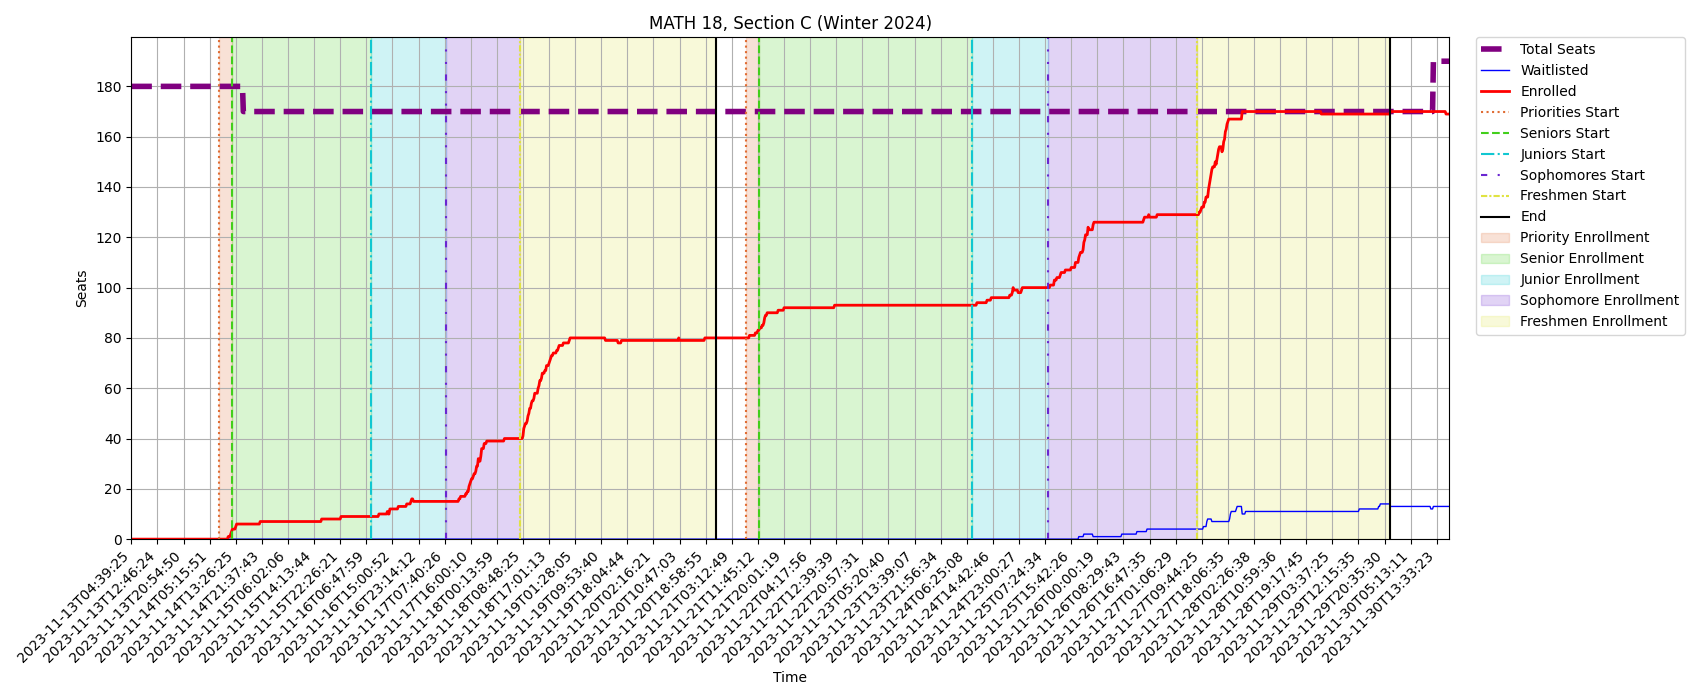 MATH 18, Section C (Winter 2024)
Seats
180
160
140
120
100
80
60
40
20
0
2023-11-13T04:39:25
2023-11-13T12:46:24
2023-11-13T20:54:50
2023-11-14T05:15:51
2023-11-14T13:26:25
2023-11-14T21:37:43
2023-11-15T06:02:06
2023-11-15T14:13:44
2023-11-15T22:26:21
2023-11-16T06:47:59
2023-11-16T15:00:52
2023-11-16T23:14:12
2023-11-17T07:40:26
2023-11-17T16:00:10
2023-11-18T00:13:59
2023-11-18T08:48:25
2023-11-18T17:01:13
2023-11-19T01:28:05
2023-11-19T09:53:40
2023-11-19T18:04:44
2023-11-20T02:16:21
2023-11-20T10:47:03
2023-11-20T18:58:55
2023-11-21T03:12:49
2023-11-21T11:45:12
2023-11-21T20:01:19
2023-11-22T04:17:56
2023-11-22T12:39:39
2023-11-22T20:57:31
2023-11-23T05:20:40
2023-11-23T13:39:07
2023-11-23T21:56:34
2023-11-24T06:25:08
2023-11-24T14:42:46
2023-11-24T23:00:27
2023-11-25T07:24:34
2023-11-25T15:42:26
2023-11-26T00:00:19
2023-11-26T08:29:43
2023-11-26T16:47:35
2023-11-27T01:06:29
2023-11-27T09:44:25
2023-11-27T18:06:35
2023-11-28T02:26:38
2023-11-28T10:59:36
2023-11-28T19:17:45
2023-11-29T03:37:25
2023-11-29T12:15:35
2023-11-29T20:35:30
2023-11-30T05:13:11
2023-11-30T13:33:23
Time
Total Seats
Waitlisted
Enrolled
Priorities Start
Seniors Start
Juniors Start
Sophomores Start
Freshmen Start
End
Priority Enrollment
Senior Enrollment
Junior Enrollment
Sophomore Enrollment
Freshmen Enrollment